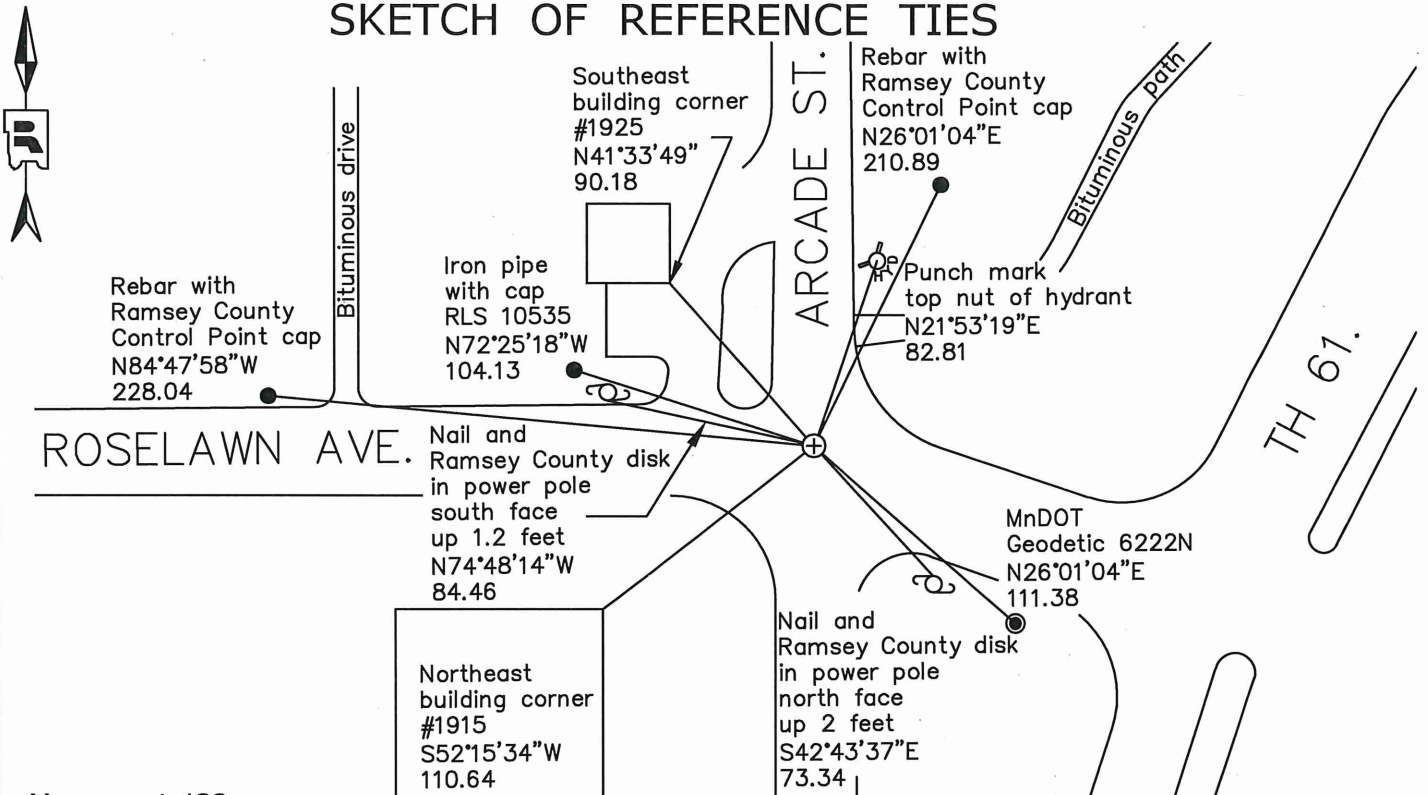 SKETCH OF REFERENCE TIES
R
Southeast
building corner
#1925
N41°33'49"
90.18
ARCADE ST.
Rebar with
Ramsey County
Control Point cap
N26°01'04"E
210.89
Bituminous path
Bituminous drive
Rebar with
Ramsey County
Control Point cap
N84°47'58"W
228.04
Iron pipe
with cap
RLS 10535
N72°25'18"W
104.13
HYD
Punch mark
top nut of hydrant
N21°53'19"E
82.81
TH 61.
ROSELAWN AVE.
Nail and
Ramsey County disk
in power pole
south face
up 1.2 feet
N74°48'14"W
84.46
MnDOT
Geodetic 6222N
N26°01'04"E
111.38
Northeast
building corner
#1915
S52°15'34"W
110.64
Nail and
Ramsey County disk
in power pole
north face
up 2 feet
S42°43'37"E
73.34